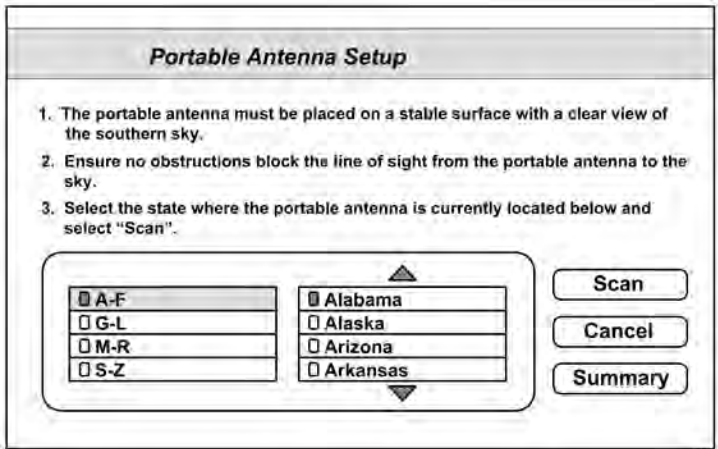 Portable Antenna Setup
1. The portable antenna must be placed on a stable surface with a clear view of
the southern sky.
2. Ensure no obstructions block the line of sight from the portable antenna to the
sky.
3. Select the state where the portable antenna is currently located below and
select “Scan”.
A-F
G-L
M-R
S-Z
Alabama
Alaska
Arizona
Arkansas
Scan
Cancel
Summary